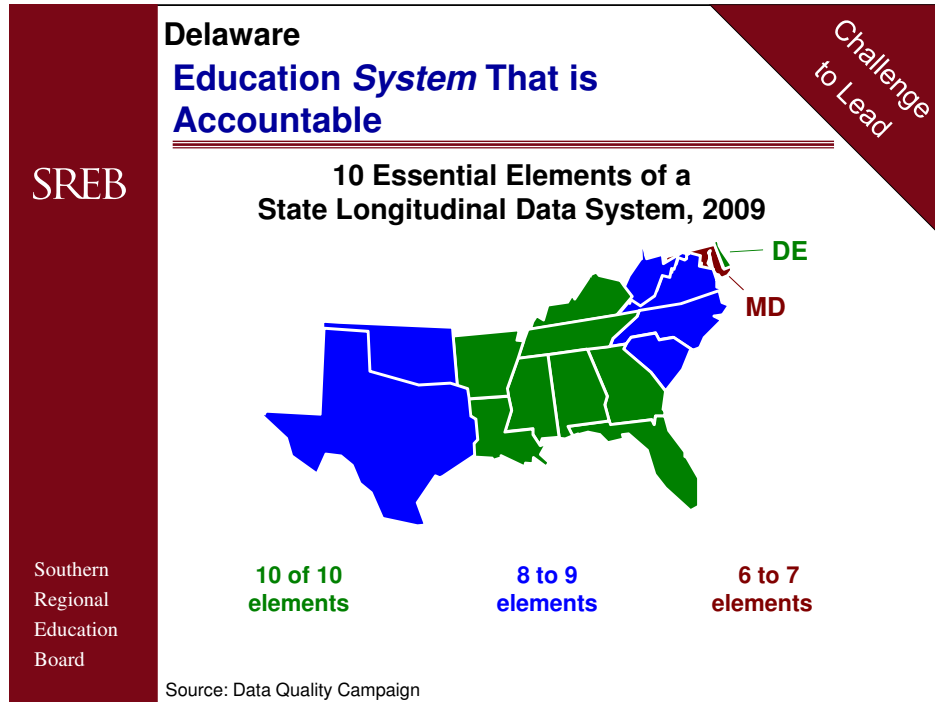 Delaware
Education System That is
Accountable
Challenge
to Lead
SREB
10 Essential Elements of a
State Longitudinal Data System, 2009
DE
MD
10 of 10
elements
8 to 9
elements
6 to 7
elements
Southern
Regional
Education
Board
Source: Data Quality Campaign